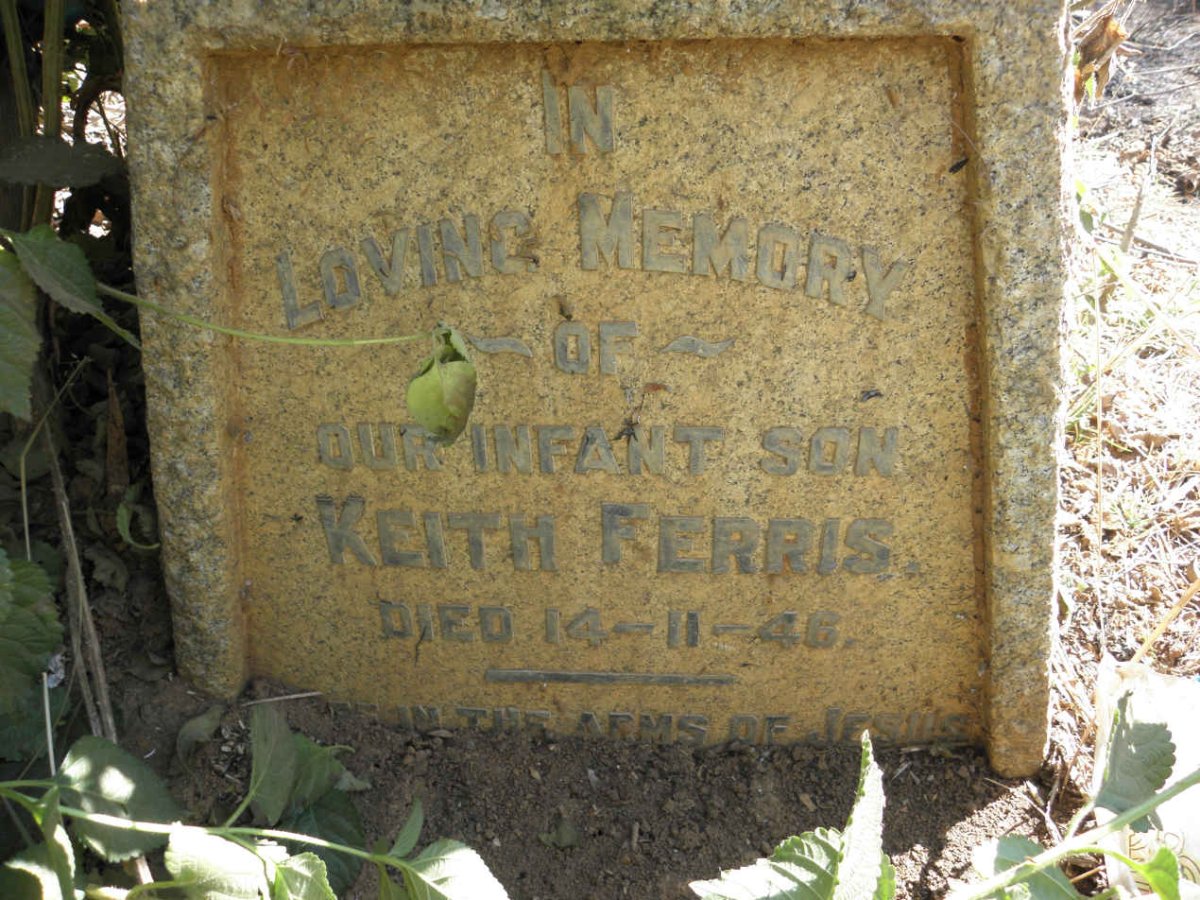 IN
LOVING MEMORY
~ OF ~
OUR INFANT SON
KEITH FERRIS.
DIED 14-11-46.
IN THE ARMS OF JESUS